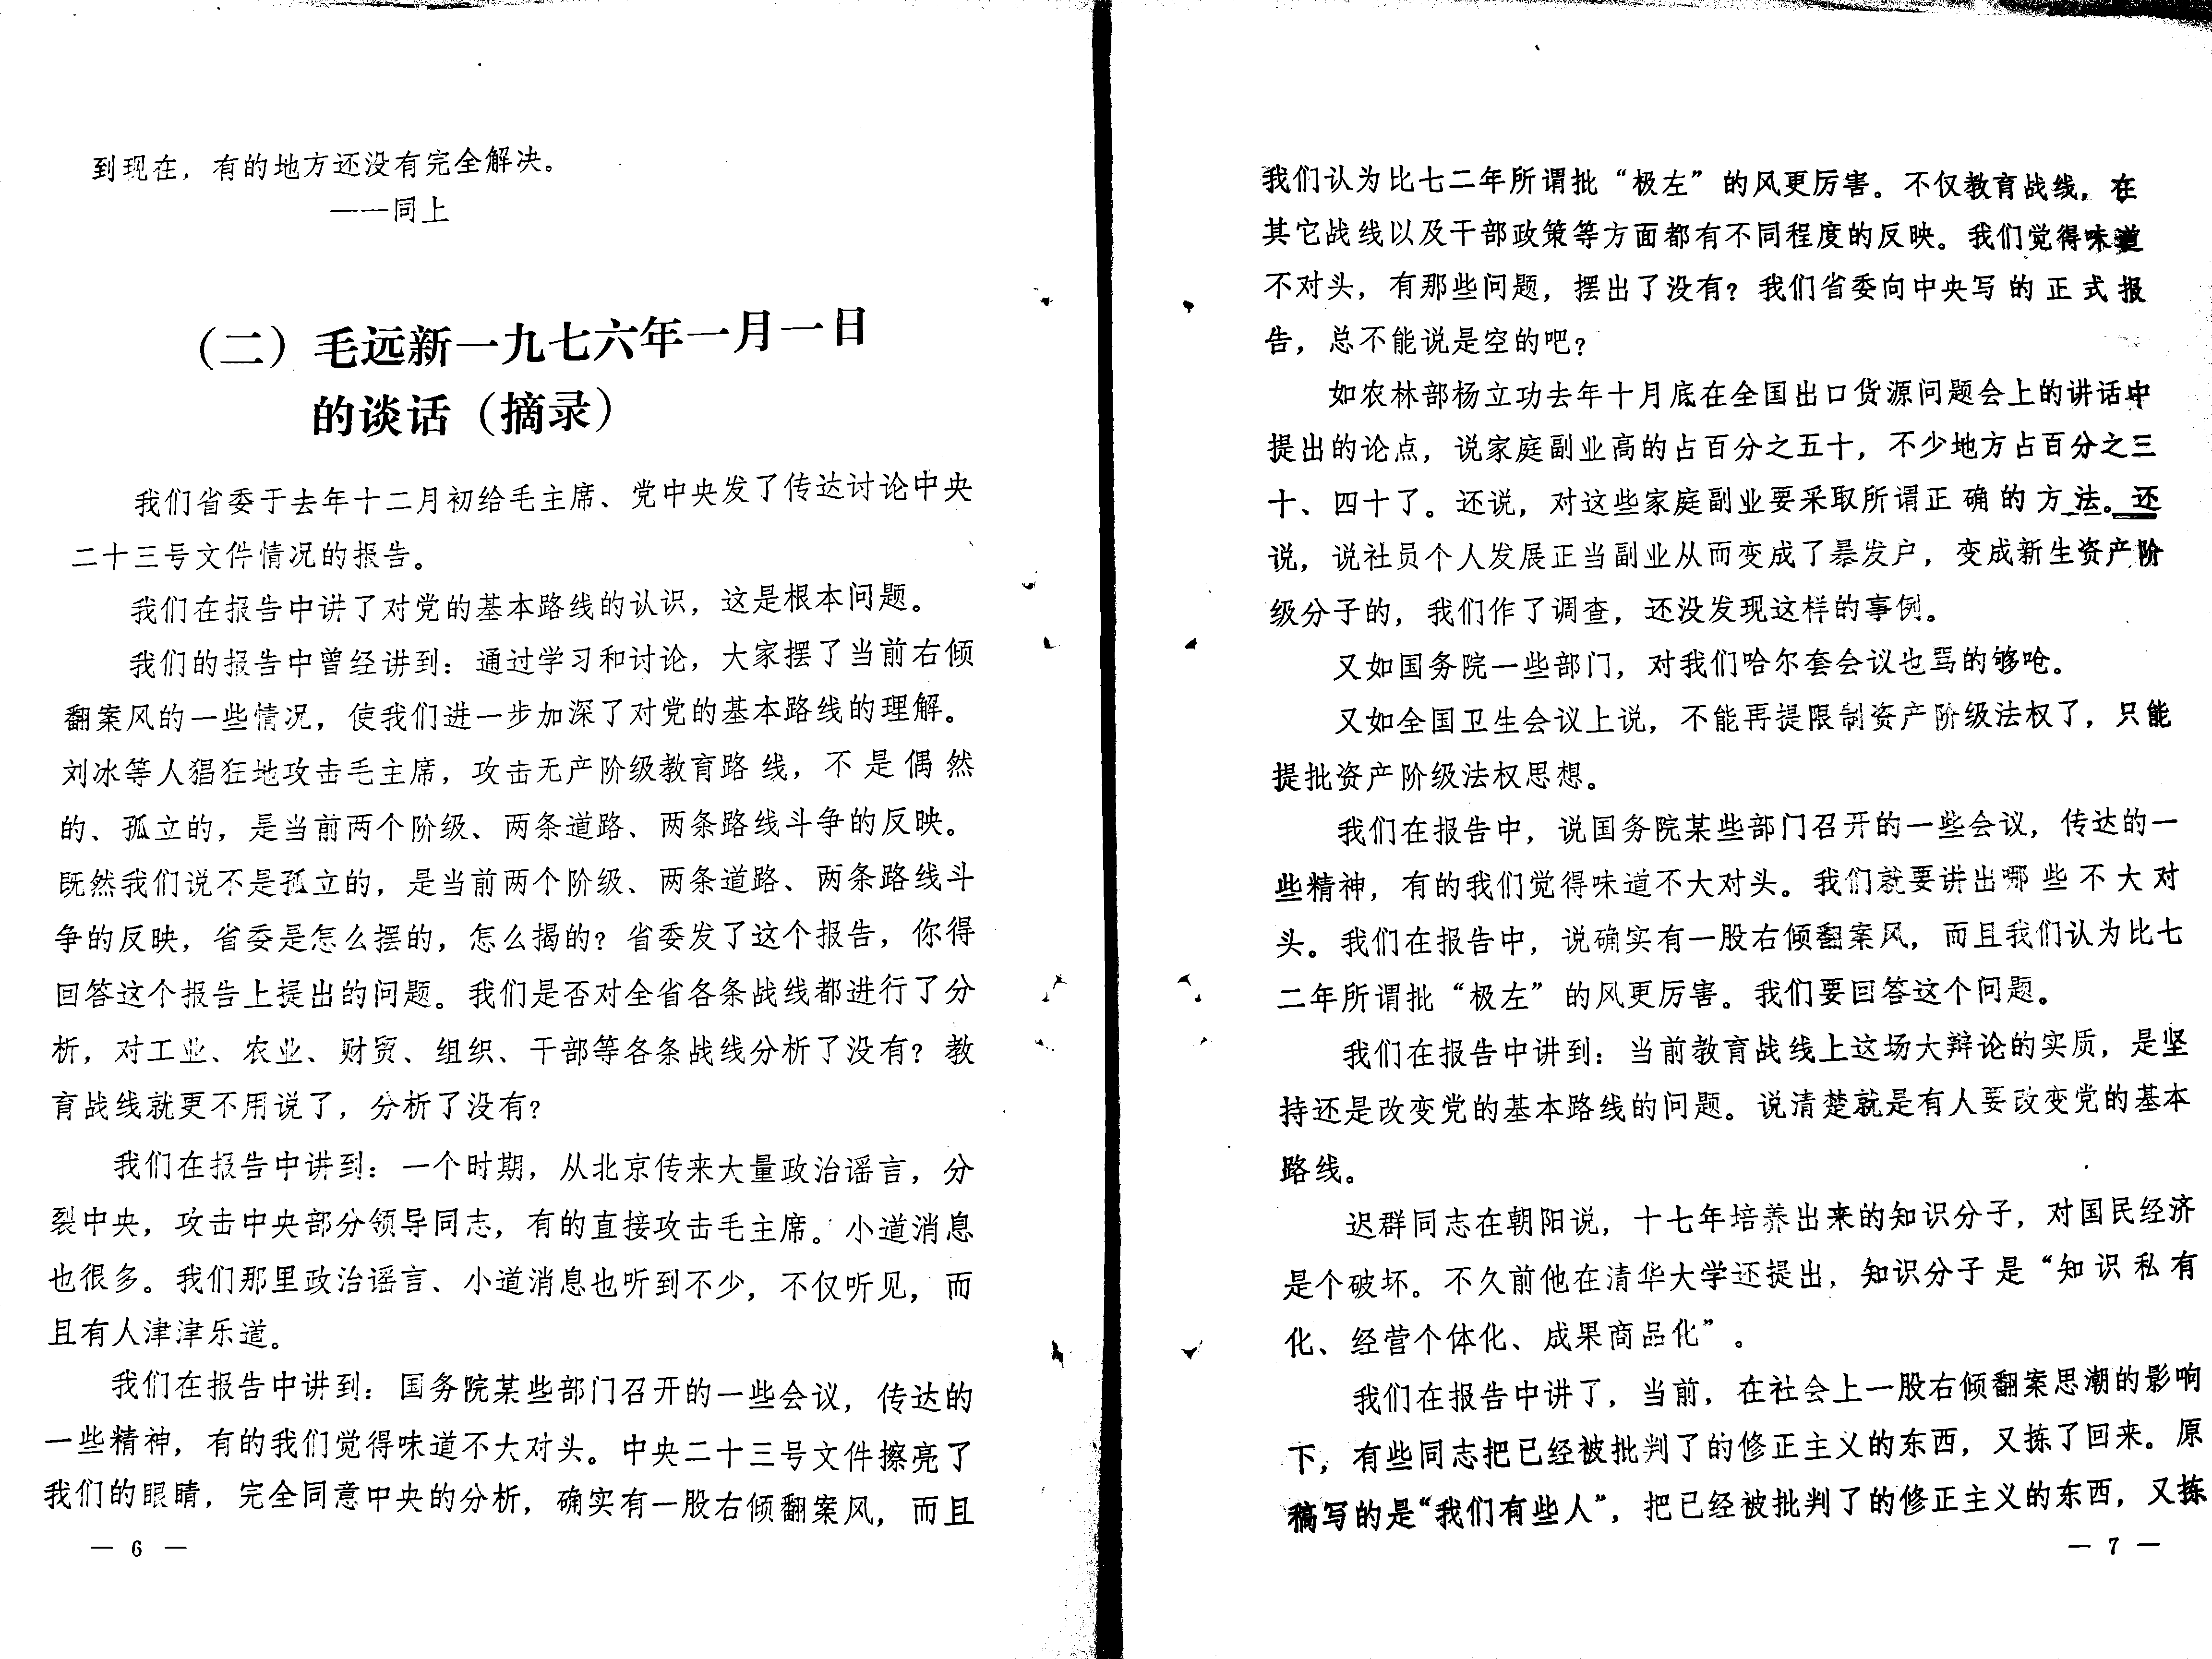 到现在，有的地方还没有完全解决。
——同上
（二）毛远新一九七六年一月一日
的谈话（摘录）
我们省委于去年十二月初给毛主席、党中央发了传达讨论中央
二十三号文件情况的报告。
我们在报告中讲了对党的基本路线的认识，这是根本问题。
我们的报告中曾经讲到：通过学习和讨论，大家摆了当前右倾
翻案风的一些情况，使我们进一步加深了对党的基本路线的理解。
刘冰等人猖狂地攻击毛主席，攻击无产阶级教育路线，不是偶然
的、孤立的，是当前两个阶级、两条道路、两条路线斗争的反映。
既然我们说不是孤立的，是当前两个阶级、两条道路、两条路线斗
争的反映，省委是怎么摆的，怎么揭的？省委发了这个报告，你得
回答这个报告上提出的问题。我们是否对全省各条战线都进行了分
析，对工业、农业、财贸、组织、干部等各条战线分析了没有？教
育战线就更不用说了，分析了没有？
我们在报告中讲到：一个时期，从北京传来大量政治谣言，分
裂中央，攻击中央部分领导同志，有的直接攻击毛主席。小道消息
也很多。我们那里政治谣言、小道消息也听到不少，不仅听见，而
且有人津津乐道。
我们在报告中讲到：国务院某些部门召开的一些会议，传达的
一些精神，有的我们觉得味道不大对头。中央二十三号文件擦亮了
我们的眼睛，完全同意中央的分析，确实有一股右倾翻案风，而且
— 6 —
我们认为比七二年所谓批“极左”的风更厉害。不仅教育战线，在
其它战线以及干部政策等方面都有不同程度的反映。我们觉得味道
不对头，有那些问题，摆出了没有？我们省委向中央写的正式报
告，总不能说是空的吧？
如农林部杨立功去年十月底在全国出口货源问题会上的讲话中
提出的论点，说家庭副业高的占百分之五十，不少地方占百分之三
十、四十了。还说，对这些家庭副业要采取所谓正确的方法。还
说，说社员个人发展正当副业从而变成了暴发户，变成新生资产阶
级分子的，我们作了调查，还没发现这样的事例。
又如国务院一些部门，对我们哈尔套会议也骂的够呛。
又如全国卫生会议上说，不能再提限制资产阶级法权了，只能
提批资产阶级法权思想。
我们在报告中，说国务院某些部门召开的一些会议，传达的一
些精神，有的我们觉得味道不大对头。我们就要讲出哪些不大对
头。我们在报告中，说确实有一股右倾翻案风，而且我们认为比七
二年所谓批“极左”的风更厉害。我们要回答这个问题。
我们在报告中讲到：当前教育战线上这场大辩论的实质，是坚
持还是改变党的基本路线的问题。说清楚就是有人要改变党的基本
路线。
迟群同志在朝阳说，十七年培养出来的知识分子，对国民经济
是个破坏。不久前他在清华大学还提出，知识分子是“知识私有
化、经营个体化、成果商品化”。
我们在报告中讲了，当前，在社会上一股右倾翻案思潮的影响
下，有些同志把已经被批判了的修正主义的东西，又拣了回来。原
稿写的是“我们有些人”，把已经被批判了的修正主义的东西，又拣
— 7 —